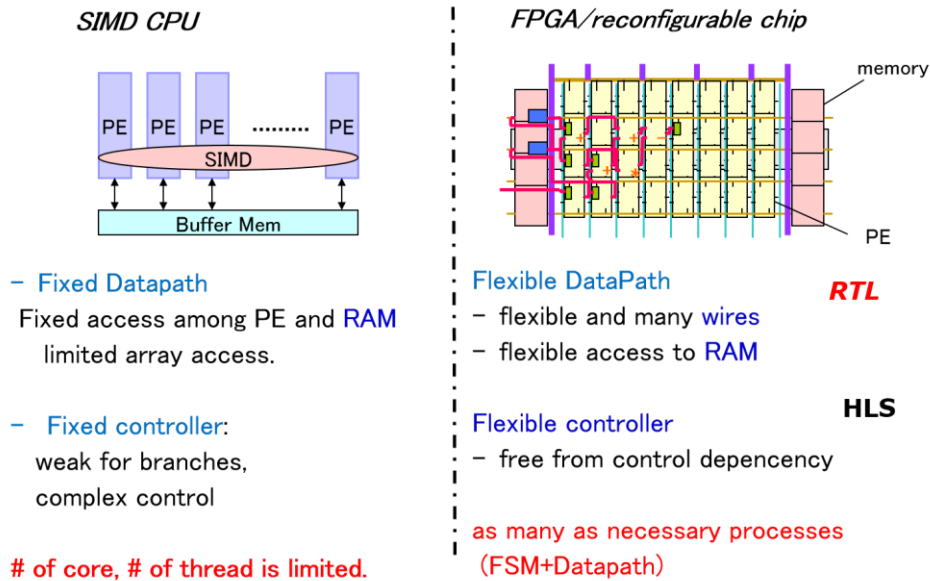 SIMD CPU
PE PE PE ......... PE
SIMD
Buffer Mem
- Fixed Datapath
Fixed access among PE and RAM
limited array access.
- Fixed controller:
weak for branches,
complex control
# of core, # of thread is limited.
FPGA/reconfigurable chip
memory
+ +
+ *
PE
Flexible DataPath
RTL
- flexible and many wires
- flexible access to RAM
HLS
Flexible controller
- free from control depencency
as many as necessary processes
(FSM+Datapath)